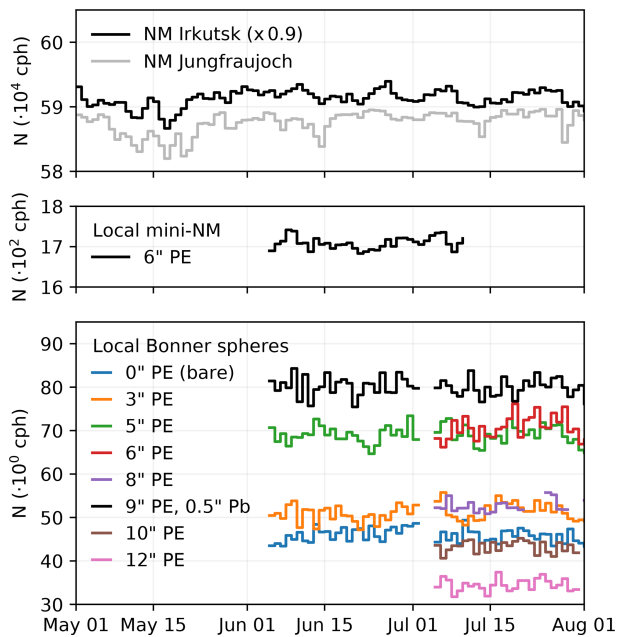 NM Irkutsk (x 0.9)
NM Jungfraujoch
N (·10⁴ cph)
60
59
58
Local mini-NM
6" PE
N (·10² cph)
18
17
16
Local Bonner spheres
0" PE (bare)
3" PE
5" PE
6" PE
8" PE
9" PE, 0.5" Pb
10" PE
12" PE
N (·10⁰ cph)
90
80
70
60
50
40
30
May 01 May 15 Jun 01 Jun 15 Jul 01 Jul 15 Aug 01